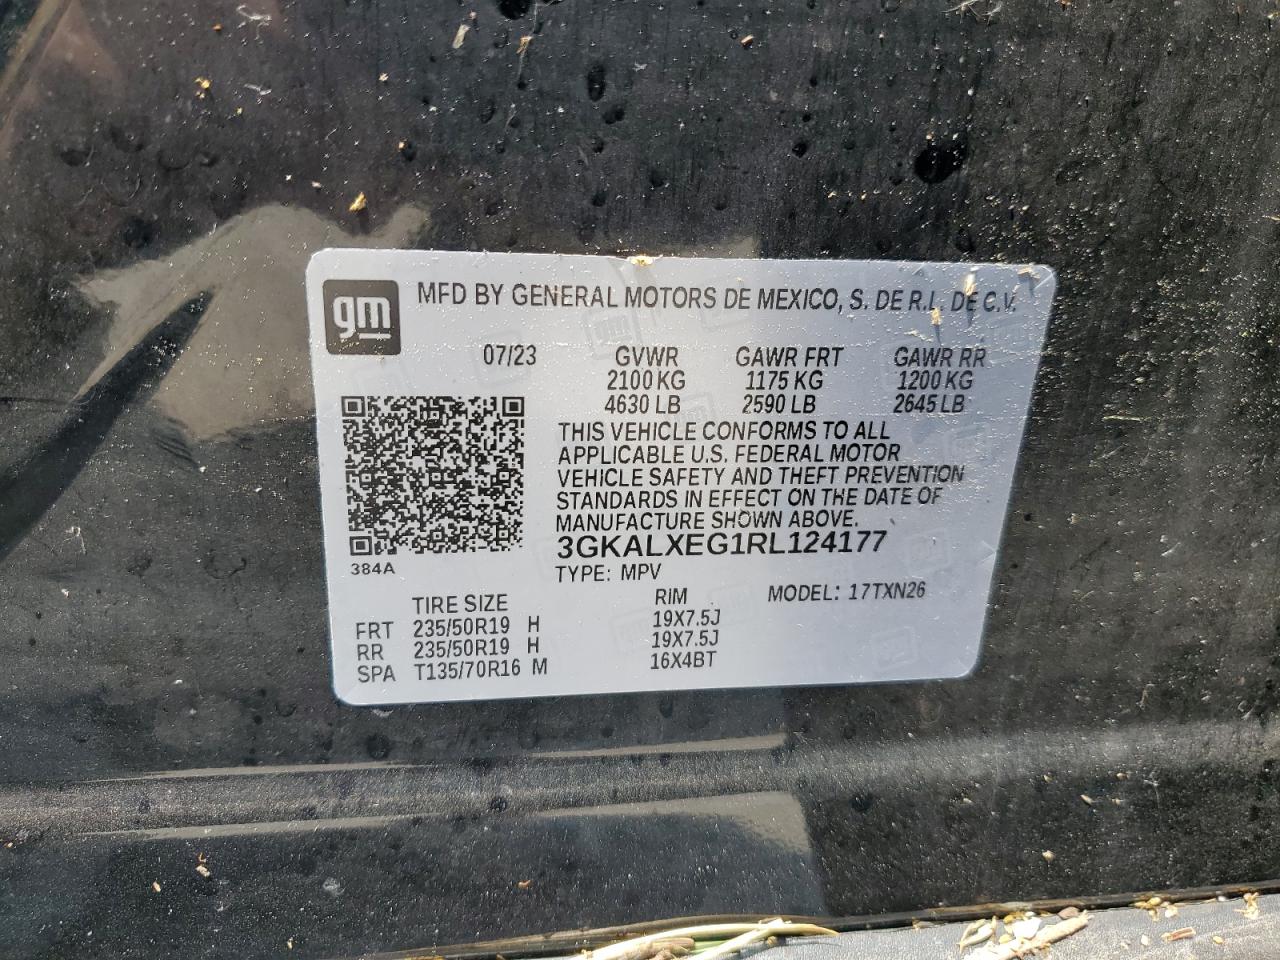 gm
MFD BY GENERAL MOTORS DE MEXICO, S. DE R.L. DE C.V.
07/23 GVWR GAWR FRT GAWR RR
2100 KG 1175 KG 1200 KG
4630 LB 2590 LB 2645 LB
THIS VEHICLE CONFORMS TO ALL
APPLICABLE U.S. FEDERAL MOTOR
VEHICLE SAFETY AND THEFT PREVENTION
STANDARDS IN EFFECT ON THE DATE OF
MANUFACTURE SHOWN ABOVE.
3GKALXEG1RL124177
384A
TYPE: MPV
TIRE SIZE RIM MODEL: 17TXN26
FRT 235/50R19 H 19X7.5J
RR 235/50R19 H 19X7.5J
SPA T135/70R16 M 16X4BT